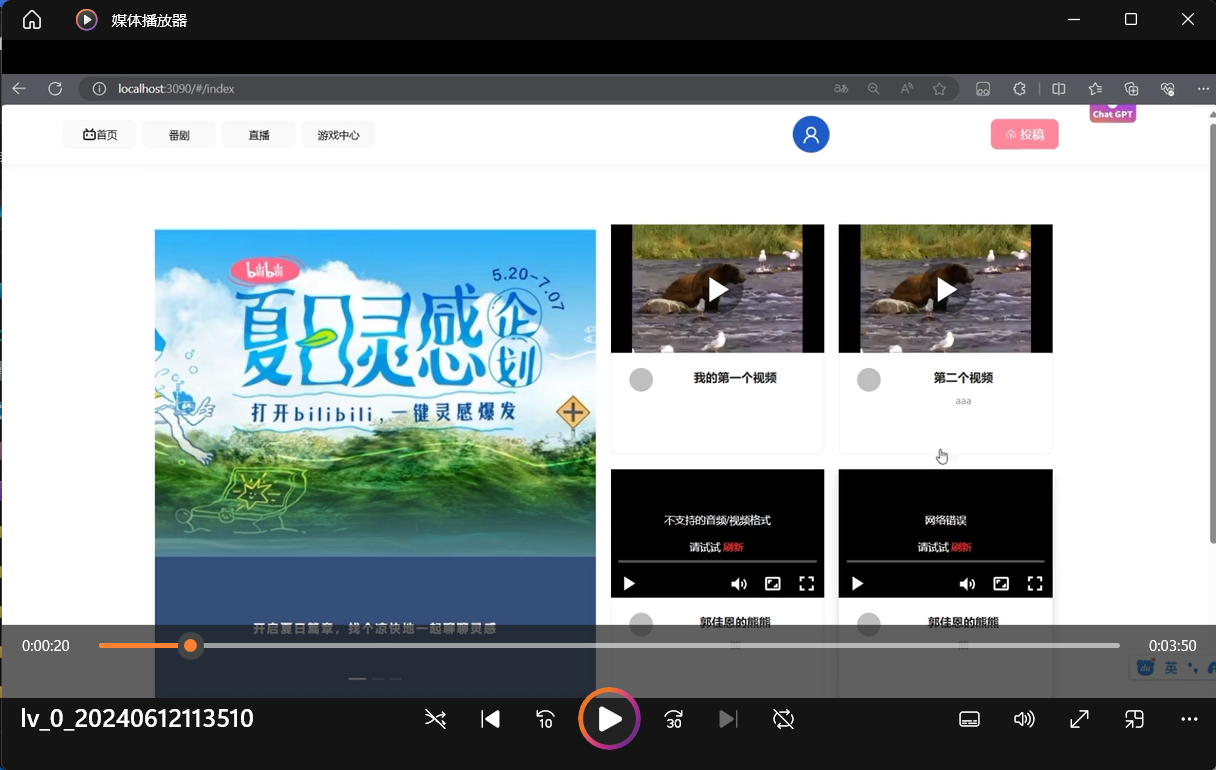 媒体播放器
localhost:3090/#/index
Chat GPT
首页
番剧
直播
游戏中心
投稿
bilibili
5.20-7.07
夏日灵感企划
打开bilibili，一键灵感爆发
开启夏日篇章，找个凉快地一起聊聊灵感
我的第一个视频
第二个视频
aaa
不支持的音频/视频格式
请试试 刷新
网络错误
请试试 刷新
郭佳恩的熊熊
郭佳恩的熊熊
0:00:20
0:03:50
英
lv_0_20240612113510
10
30